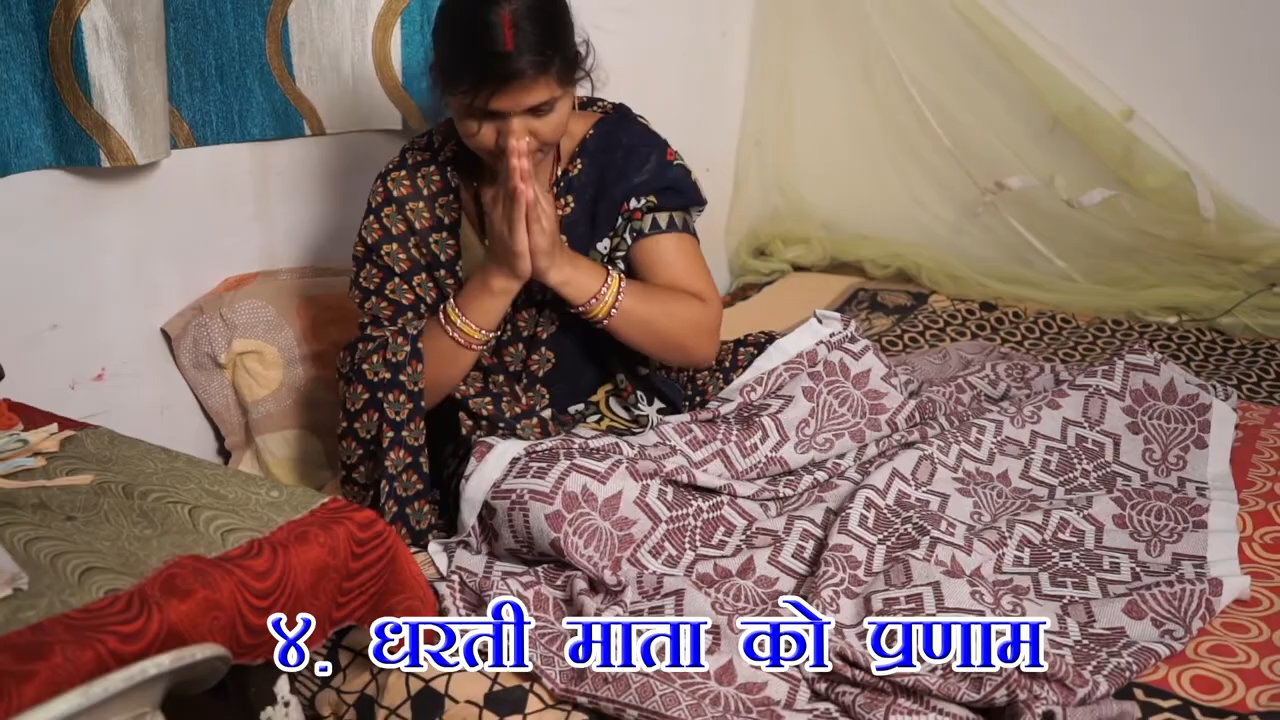 ४. धरती माता को प्रणाम